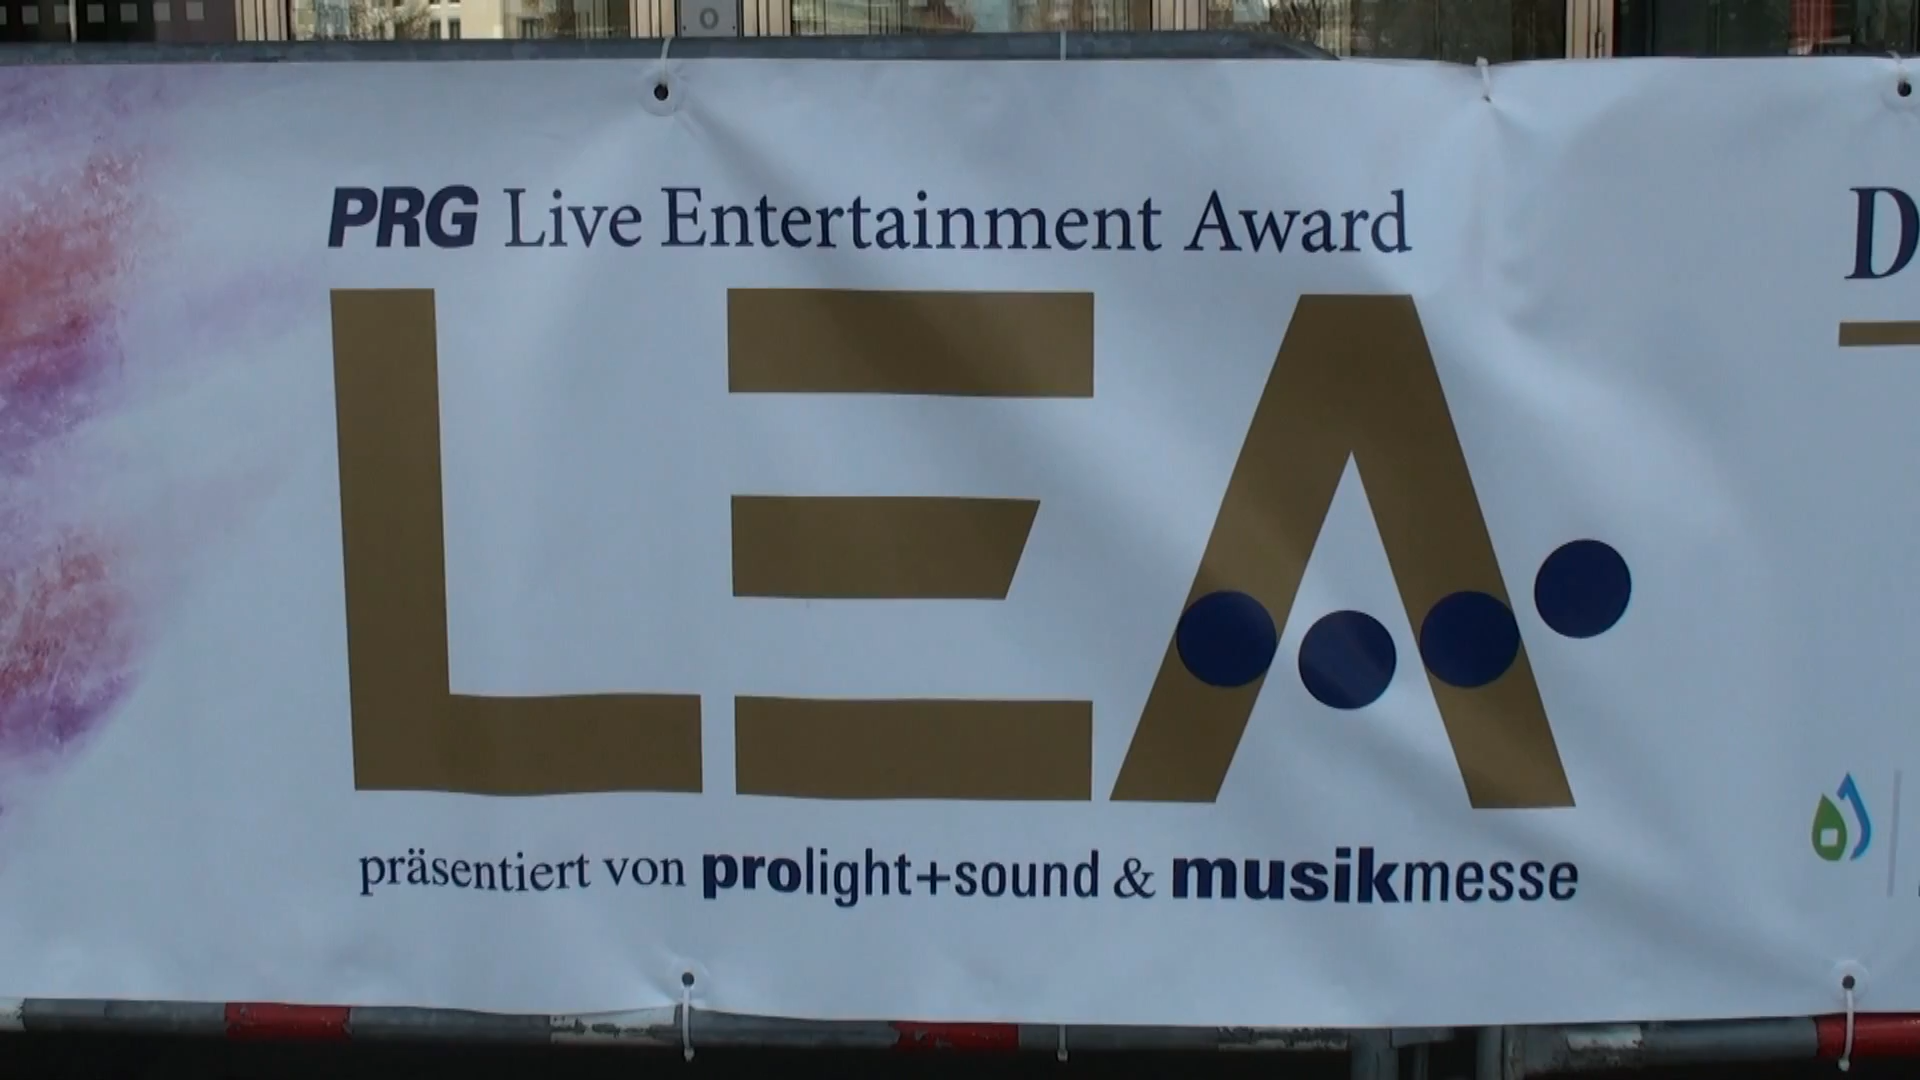 PRG Live Entertainment Award
LEA
präsentiert von prolight+sound & musikmesse
D